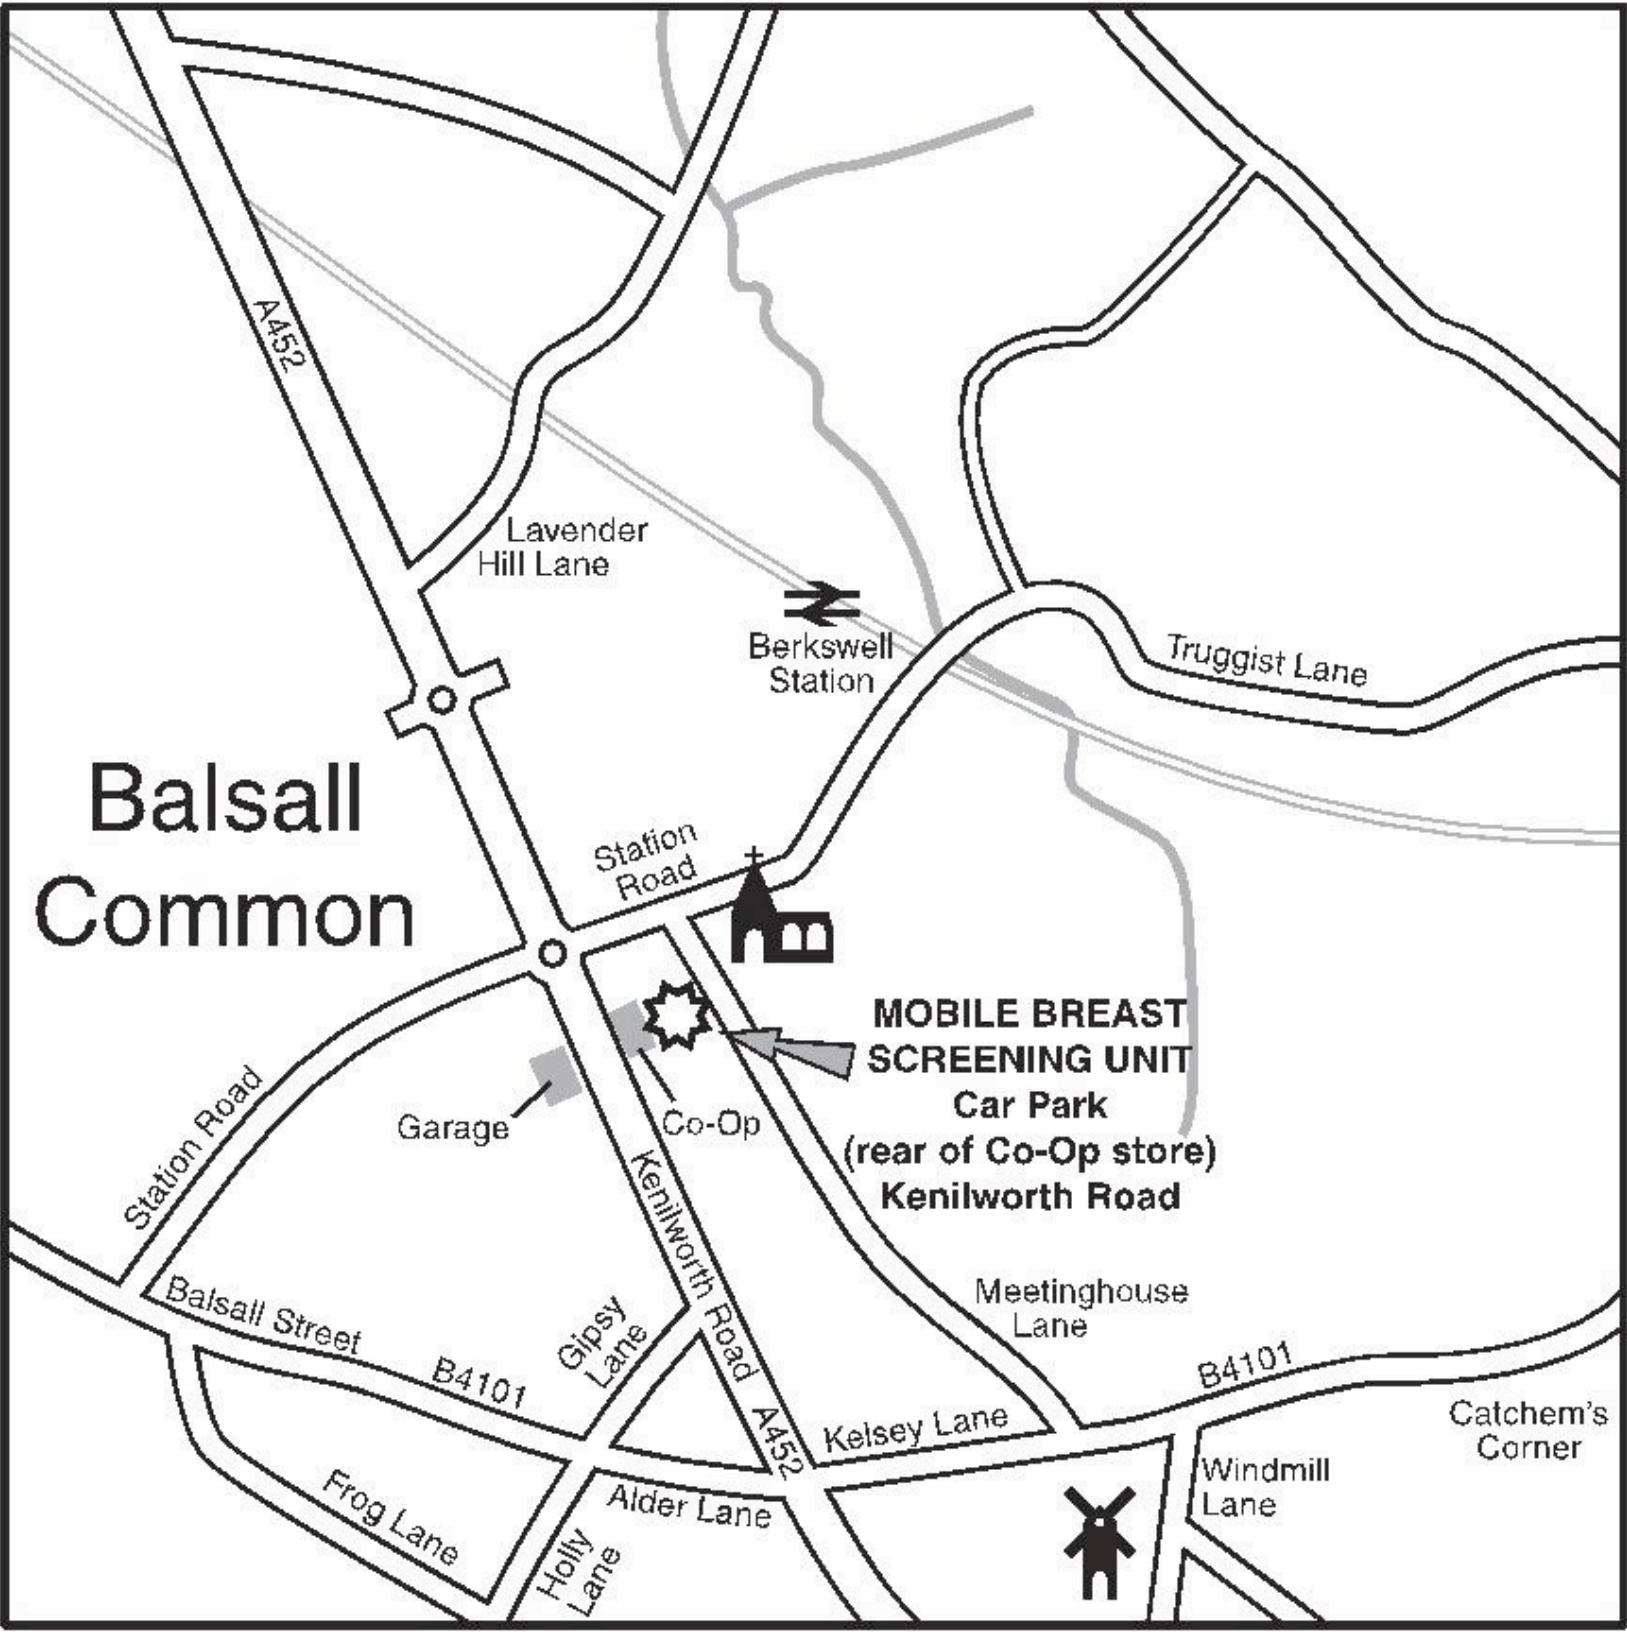 A452
Lavender
Hill Lane
Berkswell
Station
Truggist Lane
Balsall
Common
Station
Road
MOBILE BREAST
SCREENING UNIT
Car Park
(rear of Co-Op store)
Kenilworth Road
Garage
Co-Op
Station Road
Kenilworth Road
A452
Balsall Street
B4101
Gipsy
Lane
Meetinghouse
Lane
B4101
Kelsey Lane
Catchem's
Corner
Windmill
Lane
Alder Lane
Frog Lane
Holly
Lane